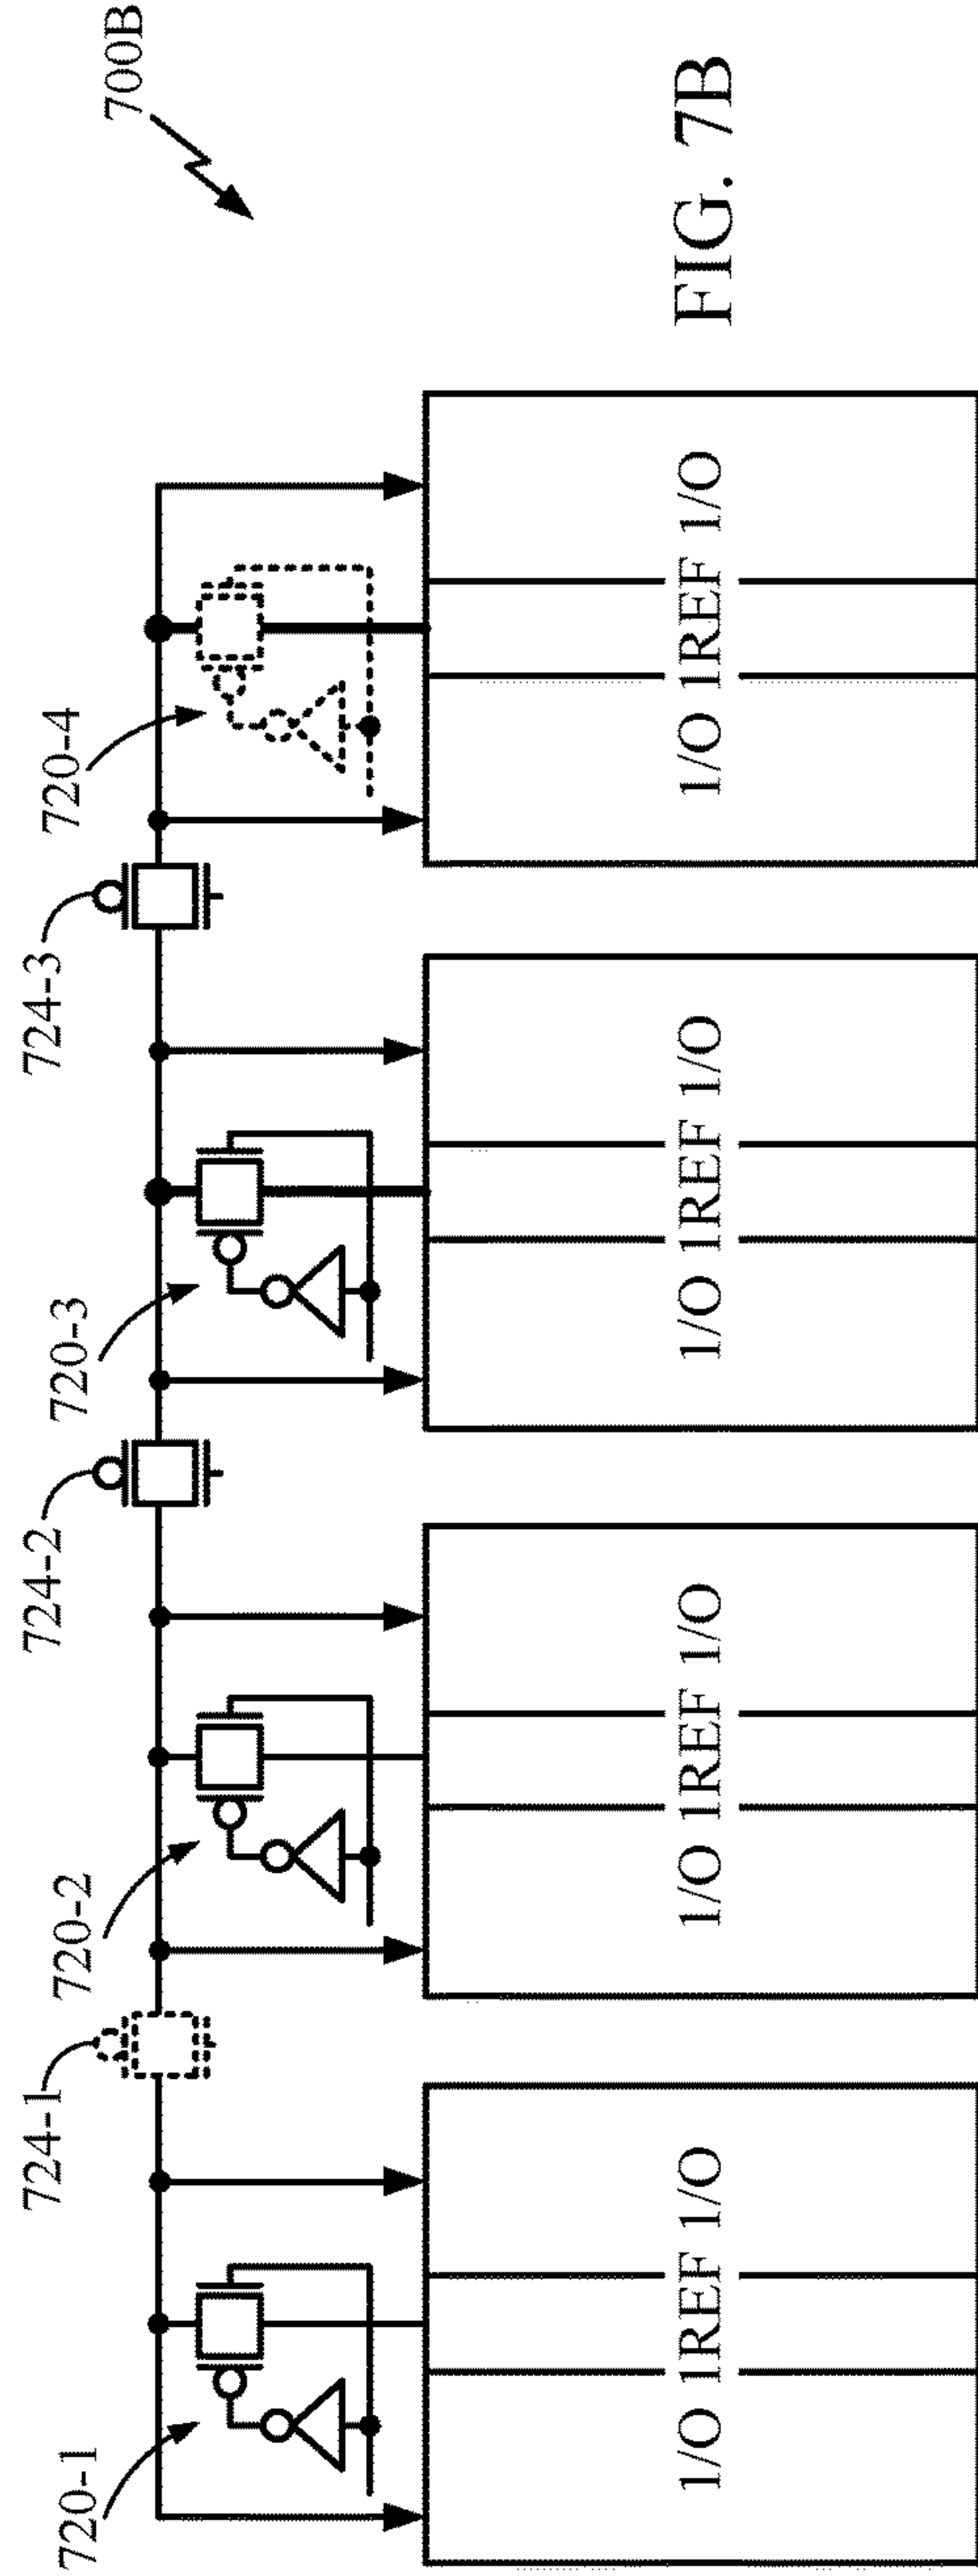 700B
724-1
724-2
724-3
720-1
720-2
720-3
720-4
1/O 1REF 1/O
1/O 1REF 1/O
1/O 1REF 1/O
1/O 1REF 1/O
FIG. 7B